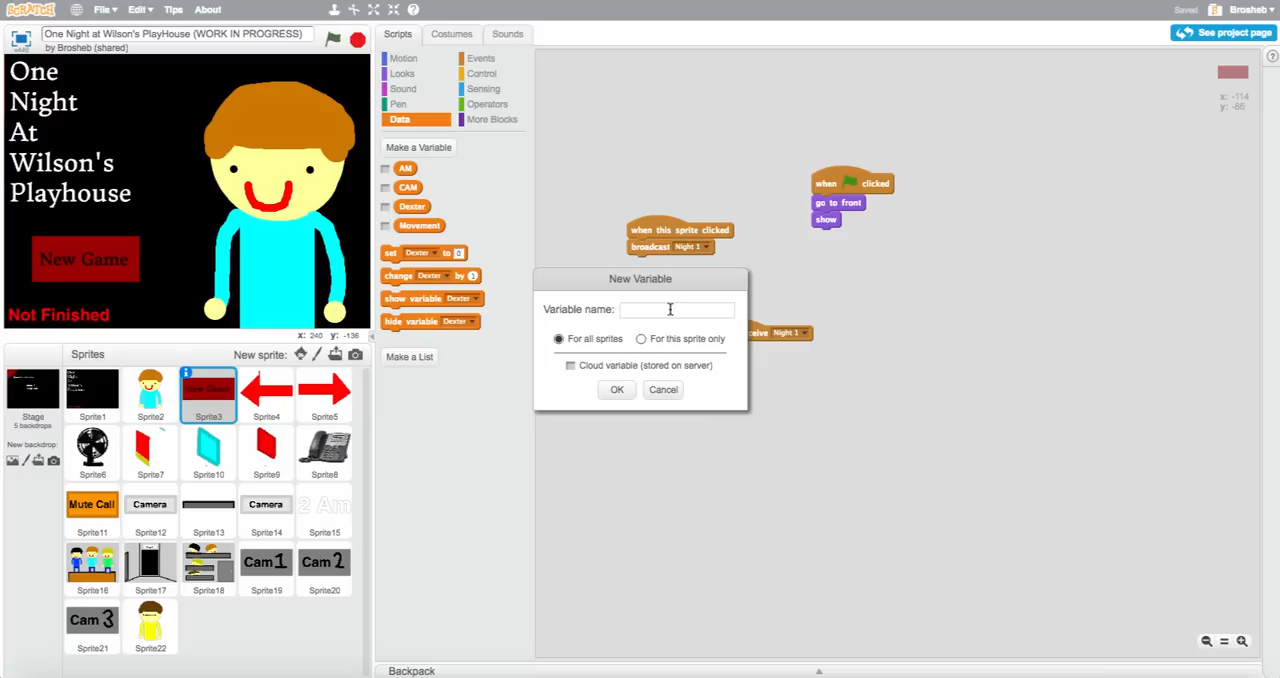 SCRATCH File Edit Tips About Saved Brosheb
One Night at Wilson's PlayHouse (WORK IN PROGRESS)
by Brosheb (shared)
See project page
Scripts Costumes Sounds
Motion Events
Looks Control
Sound Sensing
Pen Operators
Data More Blocks
Make a Variable
AM
CAM
Dexter
Movement
set Dexter to 0
change Dexter by 1
show variable Dexter
hide variable Dexter
Make a List
One
Night
At
Wilson's
Playhouse
New Game
Not Finished
x: 240 y: -136
x: -114
y: -86
when clicked
go to front
show
when this sprite clicked
broadcast Night 1
eive Night 1
New Variable
Variable name:
For all sprites For this sprite only
Cloud variable (stored on server)
OK Cancel
Sprites New sprite:
Stage
5 backdrops
New backdrop:
New Game
Sprite1 Sprite2 Sprite3 Sprite4 Sprite5
Sprite6 Sprite7 Sprite10 Sprite9 Sprite8
Mute Call Camera Camera 2 Am
Sprite11 Sprite12 Sprite13 Sprite14 Sprite15
Cam 1 Cam 2
Sprite16 Sprite17 Sprite18 Sprite19 Sprite20
Cam 3
Sprite21 Sprite22
Backpack